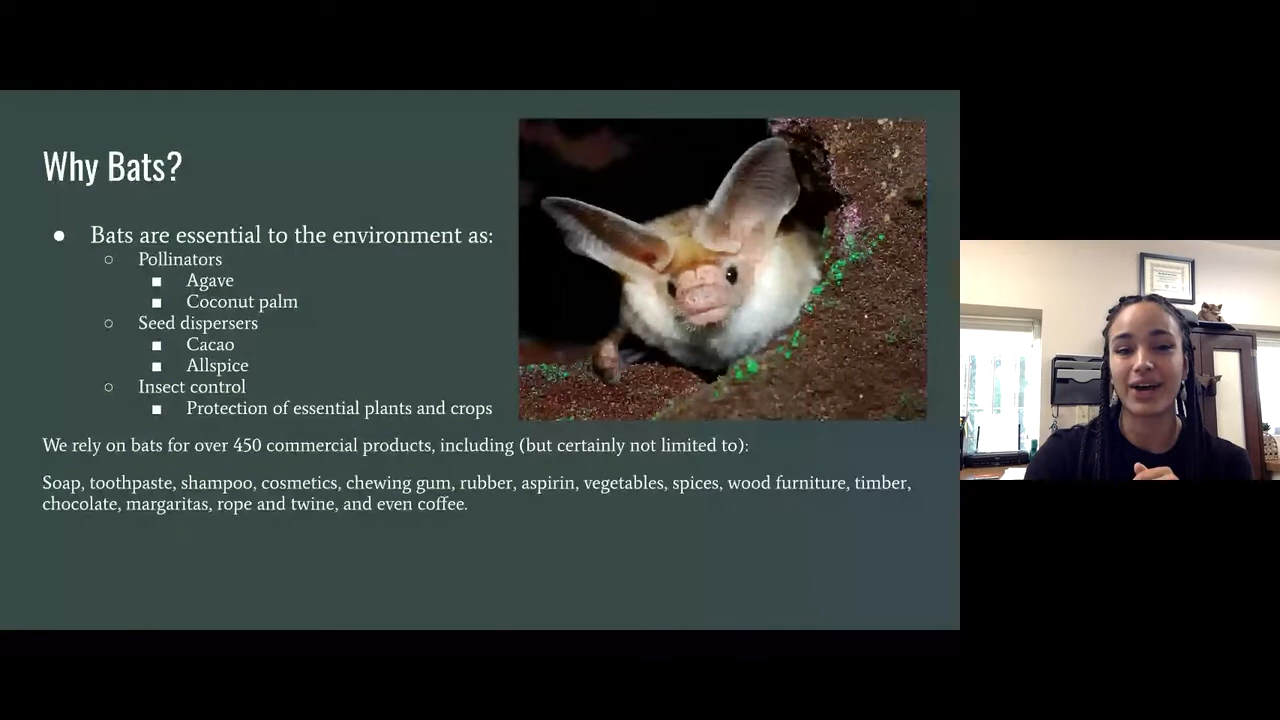 Why Bats?
● Bats are essential to the environment as:
○ Pollinators
■ Agave
■ Coconut palm
○ Seed dispersers
■ Cacao
■ Allspice
○ Insect control
■ Protection of essential plants and crops
We rely on bats for over 450 commercial products, including (but certainly not limited to):
Soap, toothpaste, shampoo, cosmetics, chewing gum, rubber, aspirin, vegetables, spices, wood furniture, timber,
chocolate, margaritas, rope and twine, and even coffee.